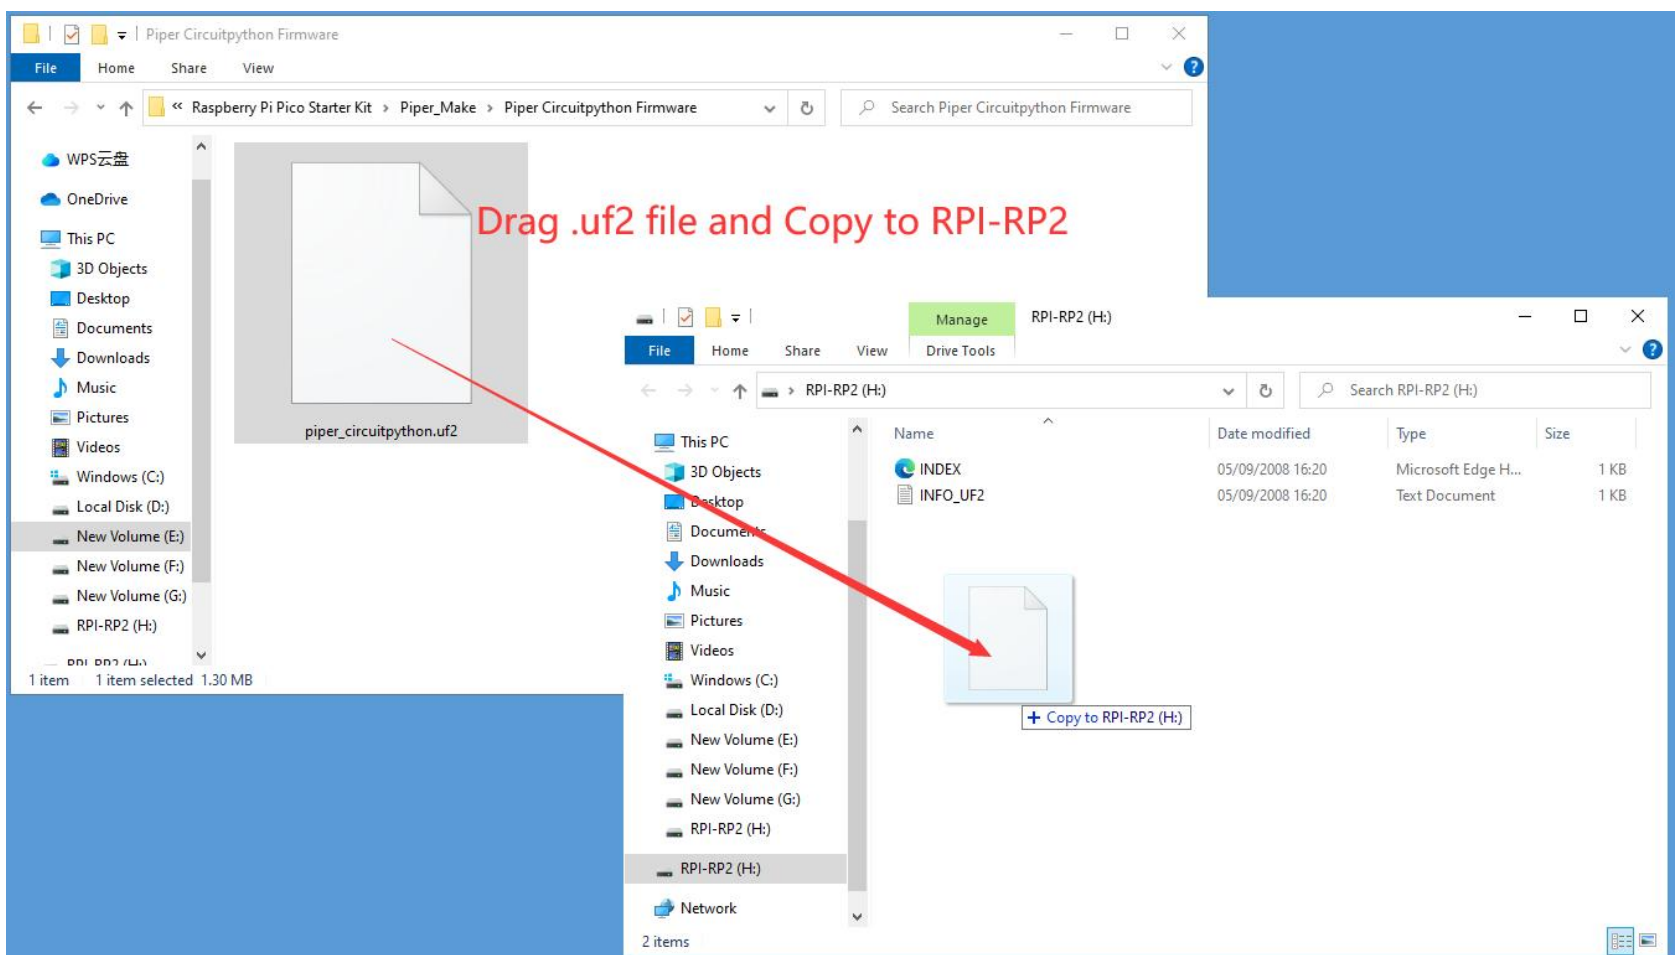 Piper Circuitpython Firmware
File Home Share View
« Raspberry Pi Pico Starter Kit > Piper_Make > Piper Circuitpython Firmware
Search Piper Circuitpython Firmware
WPS云盘
OneDrive
This PC
3D Objects
Desktop
Documents
Downloads
Music
Pictures
Videos
Windows (C:)
Local Disk (D:)
New Volume (E:)
New Volume (F:)
New Volume (G:)
RPI-RP2 (H:)
RPI-RP2 (H:)
1 item 1 item selected 1.30 MB
piper_circuitpython.uf2
Drag .uf2 file and Copy to RPI-RP2
Manage RPI-RP2 (H:)
File Home Share View Drive Tools
> RPI-RP2 (H:)
Search RPI-RP2 (H:)
This PC
3D Objects
Desktop
Documents
Downloads
Music
Pictures
Videos
Windows (C:)
Local Disk (D:)
New Volume (E:)
New Volume (F:)
New Volume (G:)
RPI-RP2 (H:)
RPI-RP2 (H:)
Network
2 items
Name Date modified Type Size
INDEX 05/09/2008 16:20 Microsoft Edge H... 1 KB
INFO_UF2 05/09/2008 16:20 Text Document 1 KB
+ Copy to RPI-RP2 (H:)